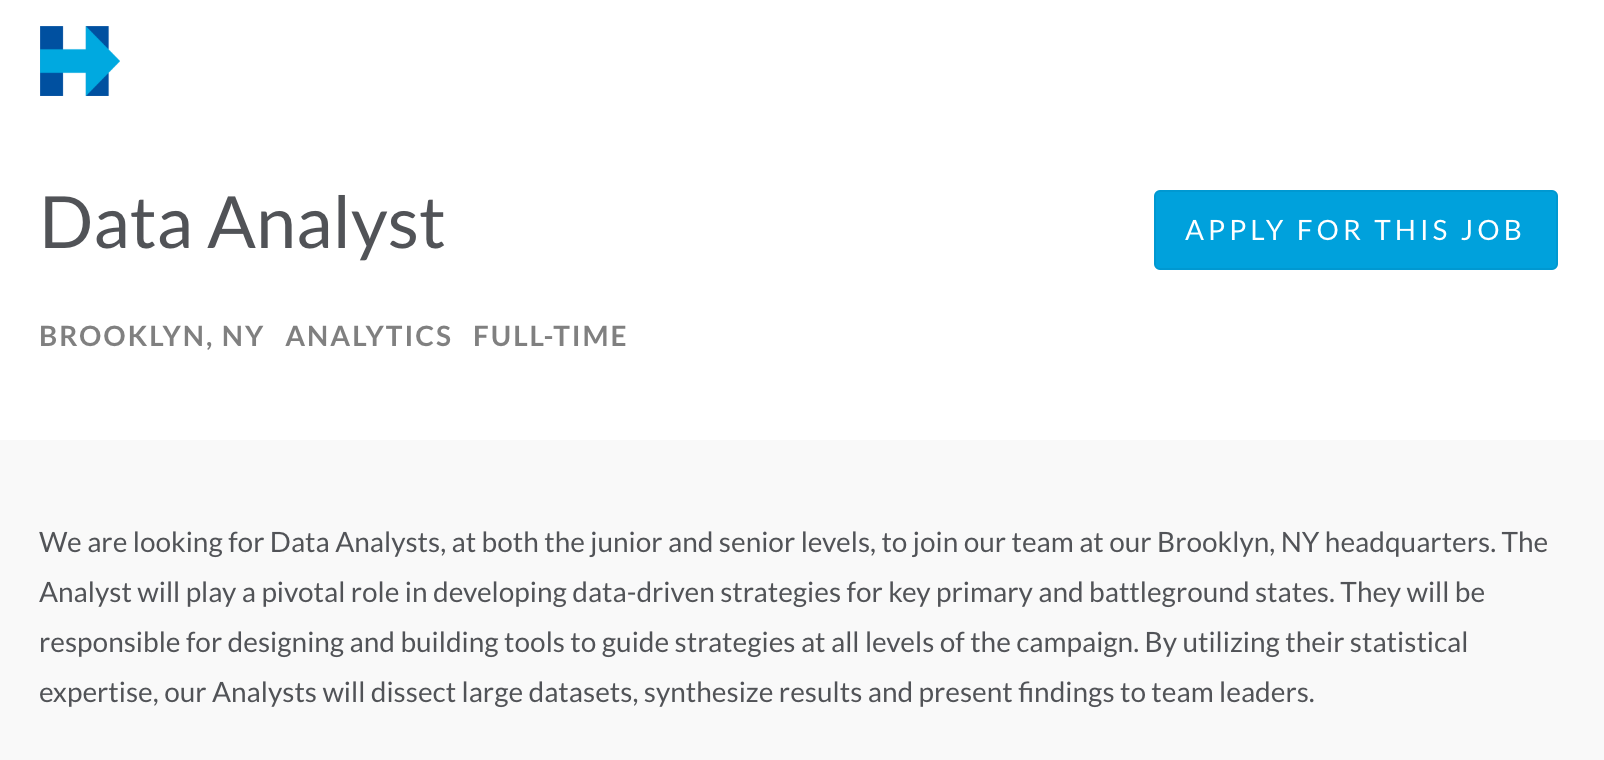 Data Analyst
APPLY FOR THIS JOB
BROOKLYN, NY ANALYTICS FULL-TIME
We are looking for Data Analysts, at both the junior and senior levels, to join our team at our Brooklyn, NY headquarters. The
Analyst will play a pivotal role in developing data-driven strategies for key primary and battleground states. They will be
responsible for designing and building tools to guide strategies at all levels of the campaign. By utilizing their statistical
expertise, our Analysts will dissect large datasets, synthesize results and present findings to team leaders.